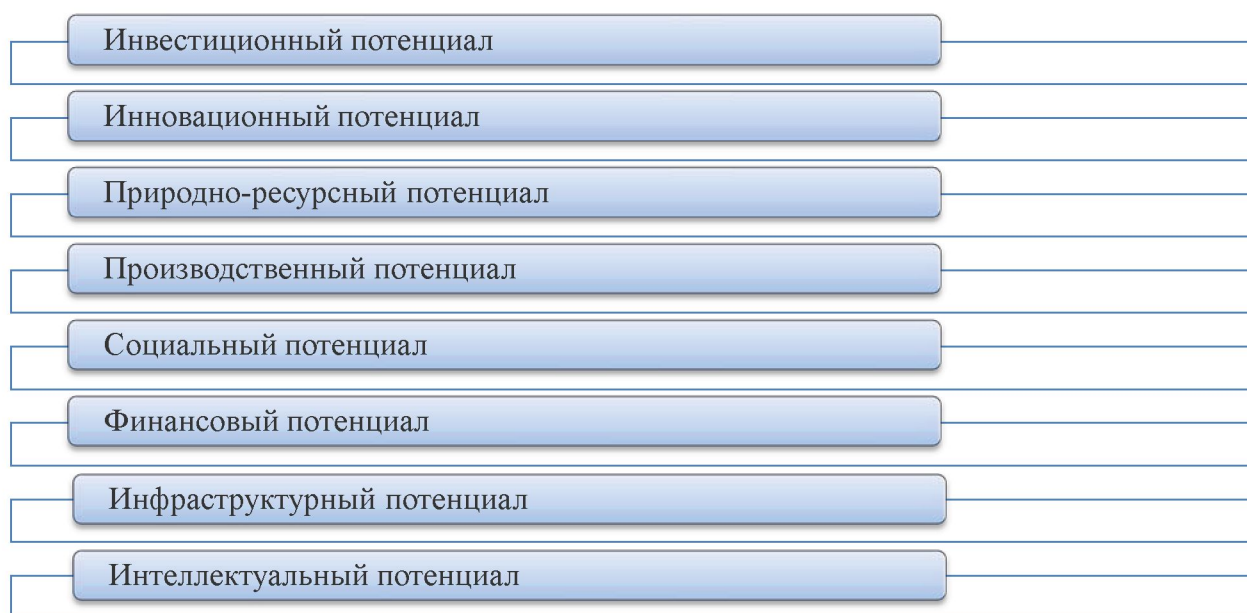 Инвестиционный потенциал
Инновационный потенциал
Природно-ресурсный потенциал
Производственный потенциал
Социальный потенциал
Финансовый потенциал
Инфраструктурный потенциал
Интеллектуальный потенциал